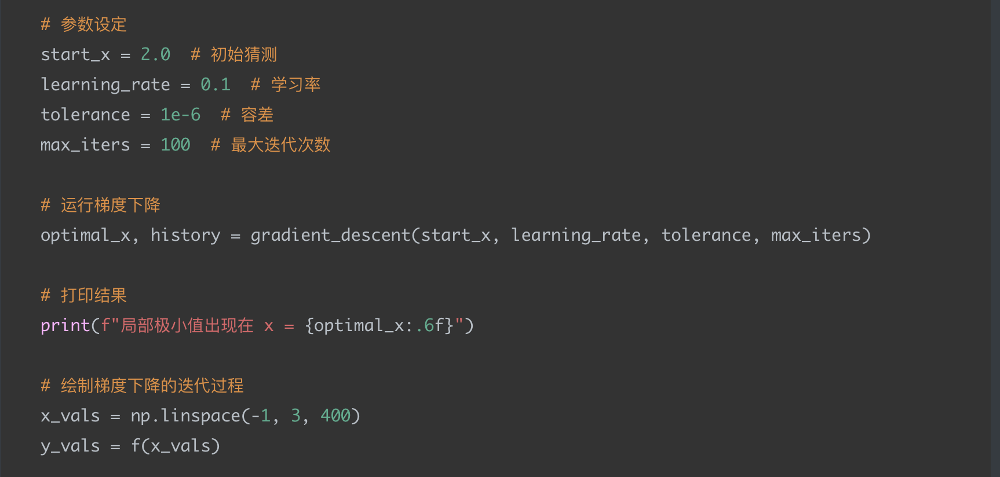 # 参数设定
start_x = 2.0  # 初始猜测
learning_rate = 0.1  # 学习率
tolerance = 1e-6  # 容差
max_iters = 100  # 最大迭代次数
# 运行梯度下降
optimal_x, history = gradient_descent(start_x, learning_rate, tolerance, max_iters)
# 打印结果
print(f"局部极小值出现在 x = {optimal_x:.6f}")
# 绘制梯度下降的迭代过程
x_vals = np.linspace(-1, 3, 400)
y_vals = f(x_vals)